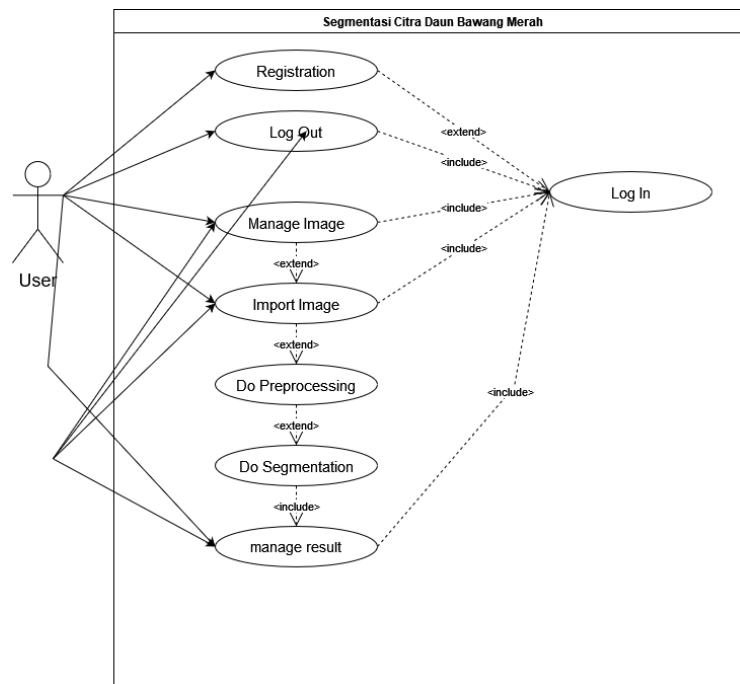 Segmentasi Citra Daun Bawang Merah
Registration
<extend>
Log Out
<include>
Log In
Manage Image
<include>
User
<extend>
Import Image
<include>
<extend>
Do Preprocessing
<include>
<extend>
Do Segmentation
<include>
manage result